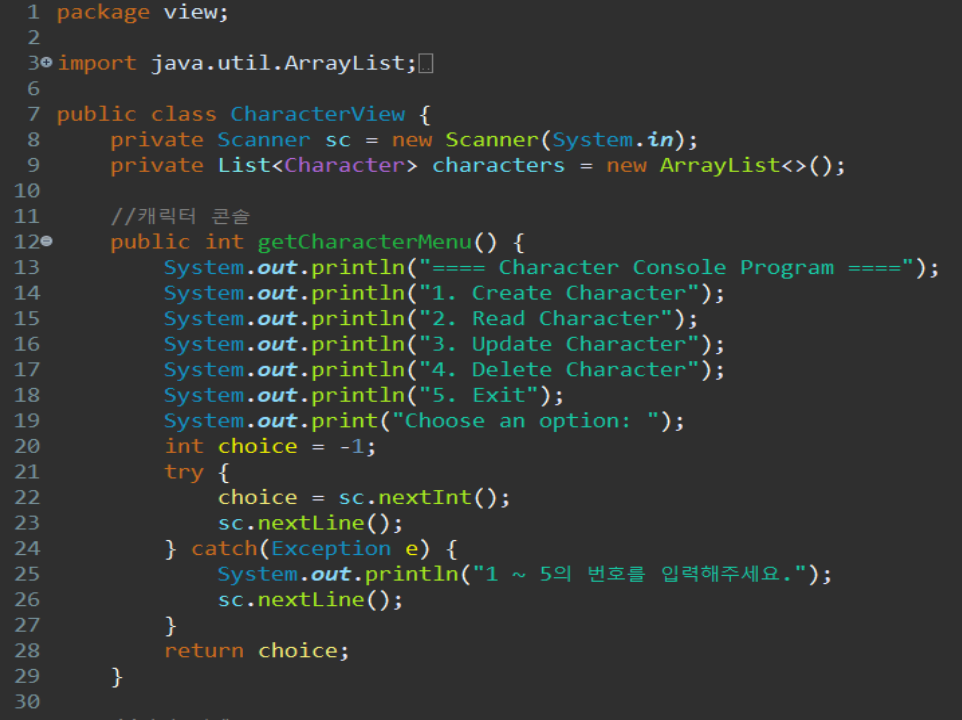 1 package view;
2
3 import java.util.ArrayList;
6
7 public class CharacterView {
8     private Scanner sc = new Scanner(System.in);
9     private List<Character> characters = new ArrayList<>();
10
11     //캐릭터 콘솔
12     public int getCharacterMenu() {
13         System.out.println("==== Character Console Program ====");
14         System.out.println("1. Create Character");
15         System.out.println("2. Read Character");
16         System.out.println("3. Update Character");
17         System.out.println("4. Delete Character");
18         System.out.println("5. Exit");
19         System.out.print("Choose an option: ");
20         int choice = -1;
21         try {
22             choice = sc.nextInt();
23             sc.nextLine();
24         } catch(Exception e) {
25             System.out.println("1 ~ 5의 번호를 입력해주세요.");
26             sc.nextLine();
27         }
28         return choice;
29     }
30